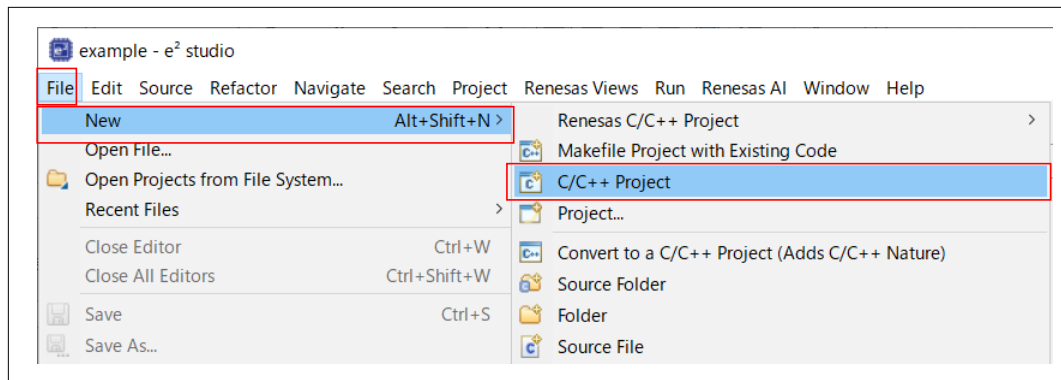 example - e² studio
File Edit Source Refactor Navigate Search Project Renesas Views Run Renesas AI Window Help
New Alt+Shift+N >
Open File...
Open Projects from File System...
Recent Files >
Close Editor Ctrl+W
Close All Editors Ctrl+Shift+W
Save Ctrl+S
Save As...
Renesas C/C++ Project >
Makefile Project with Existing Code
C/C++ Project
Project...
Convert to a C/C++ Project (Adds C/C++ Nature)
Source Folder
Folder
Source File